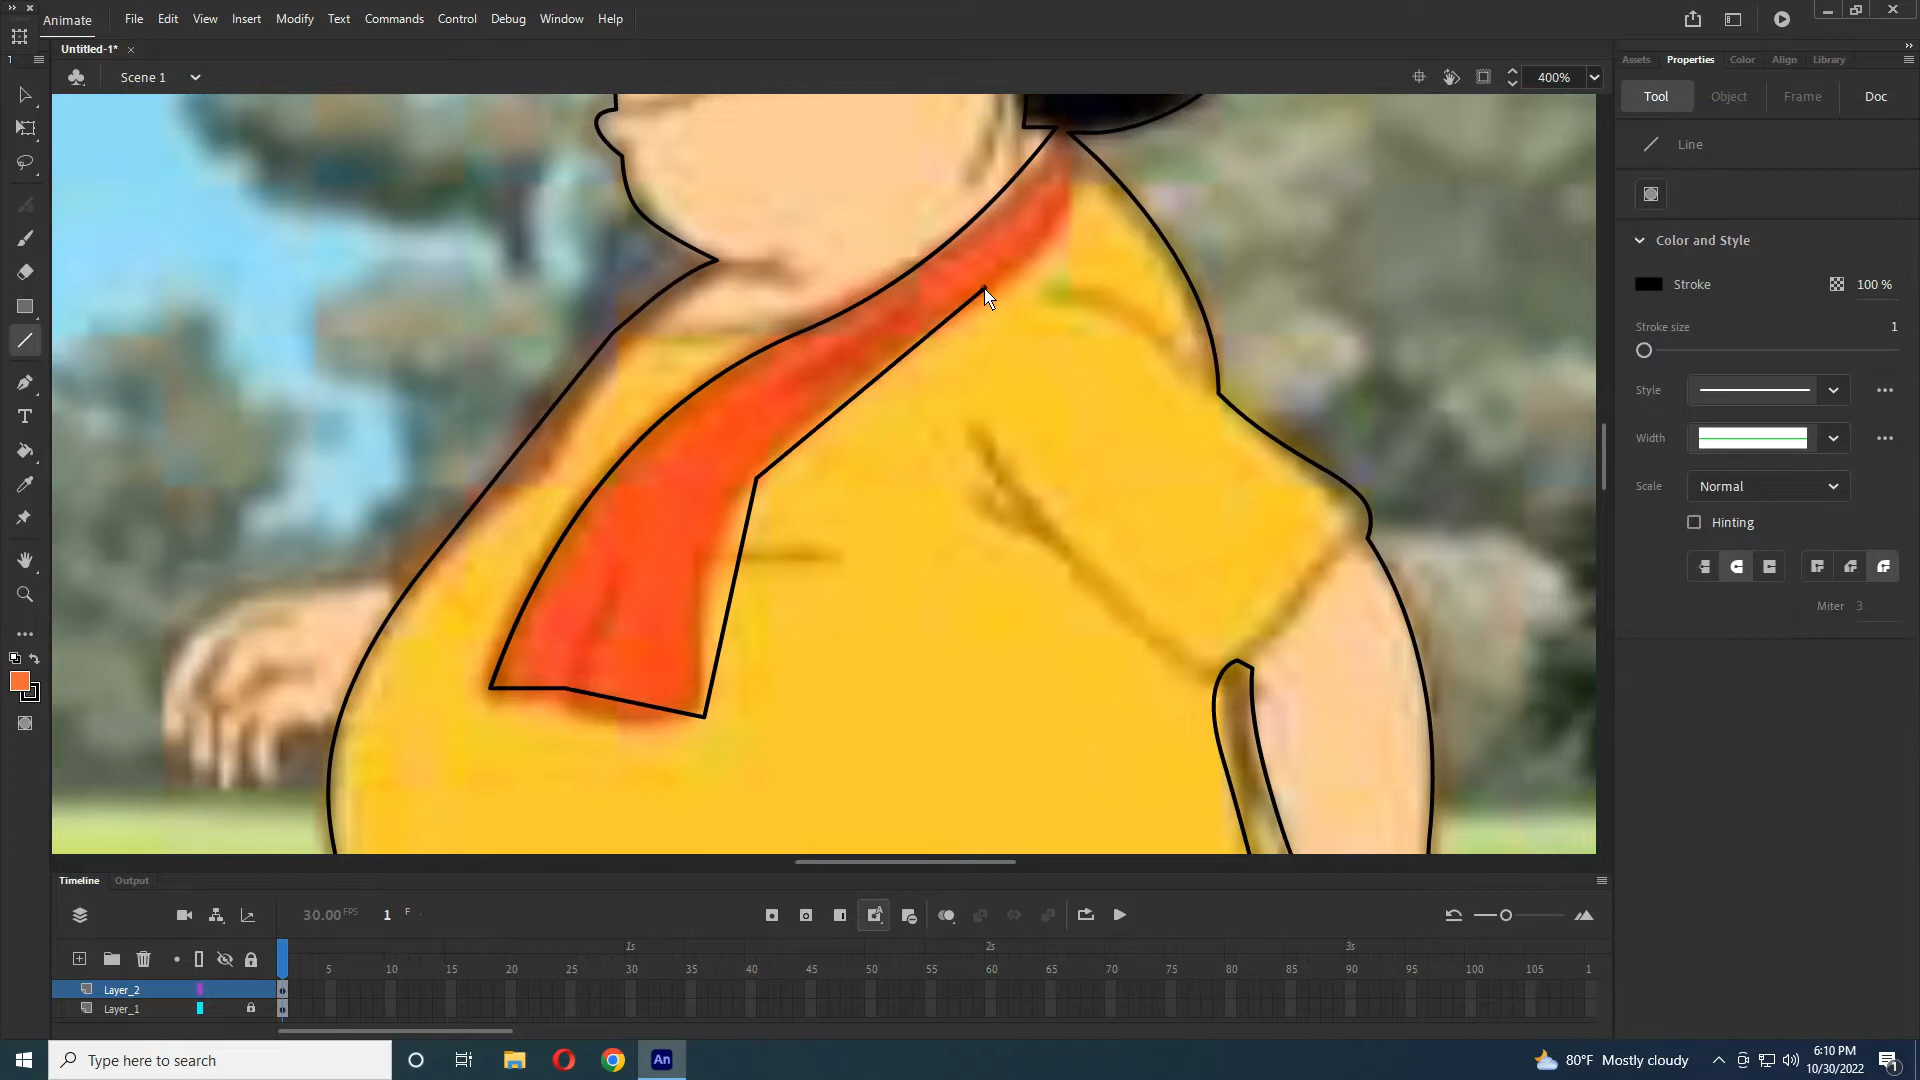 Animate File Edit View Insert Modify Text Commands Control Debug Window Help
Untitled-1*
Scene 1 400%
Assets Properties Color Align Library
Tool Object Frame Doc
Line
Color and Style
Stroke 100 %
Stroke size 1
Style
Width
Scale Normal
Hinting
Miter 3
Timeline Output
30.00 FPS 1 F
1s 2s 3s
5 10 15 20 25 30 35 40 45 50 55 60 65 70 75 80 85 90 95 100 105 1
Layer_2
Layer_1
Type here to search An 80°F Mostly cloudy 6:10 PM
10/30/2022 1